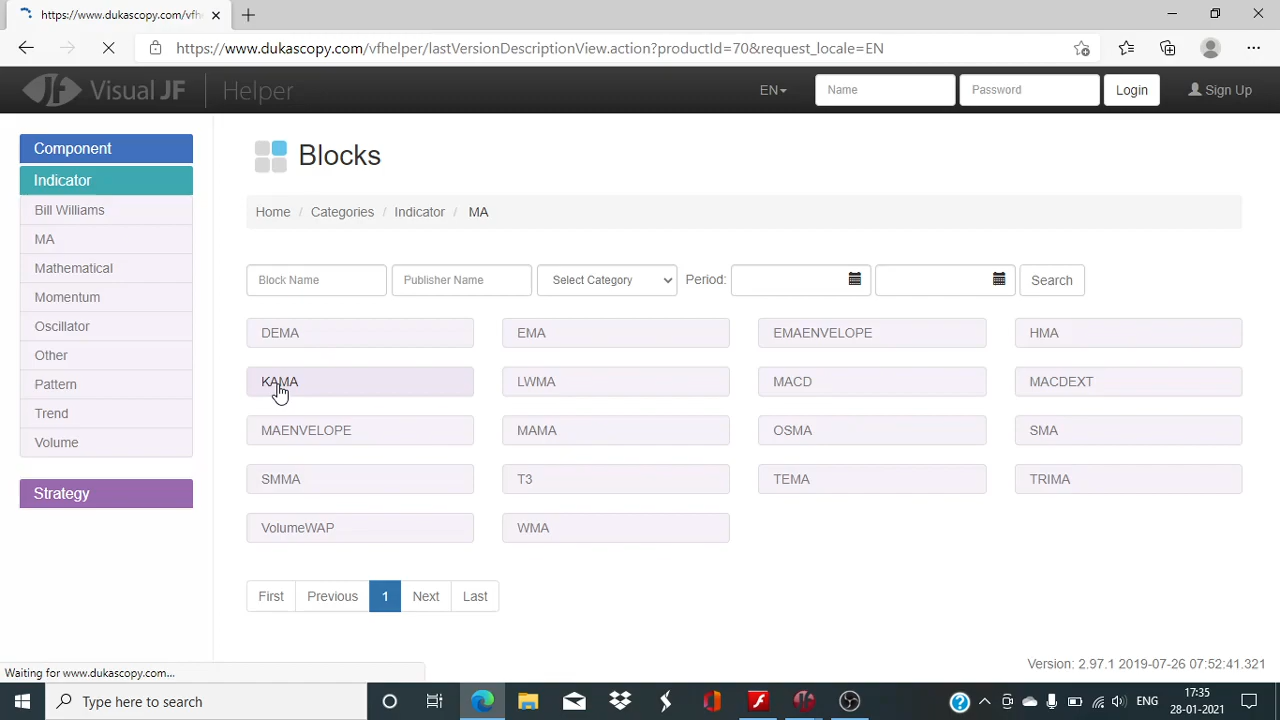 https://www.dukascopy.com/vfh
https://www.dukascopy.com/vfhelper/lastVersionDescriptionView.action?productId=70&request_locale=EN
Visual JF Helper
EN
Name
Password
Login
Sign Up
Component
Indicator
Bill Williams
MA
Mathematical
Momentum
Oscillator
Other
Pattern
Trend
Volume
Strategy
Blocks
Home / Categories / Indicator / MA
Block Name
Publisher Name
Select Category
Period:
Search
DEMA
EMA
EMAENVELOPE
HMA
KAMA
LWMA
MACD
MACDEXT
MAENVELOPE
MAMA
OSMA
SMA
SMMA
T3
TEMA
TRIMA
VolumeWAP
WMA
First
Previous
1
Next
Last
Version: 2.97.1 2019-07-26 07:52:41.321
Waiting for www.dukascopy.com...
Type here to search
ENG
17:35
28-01-2021